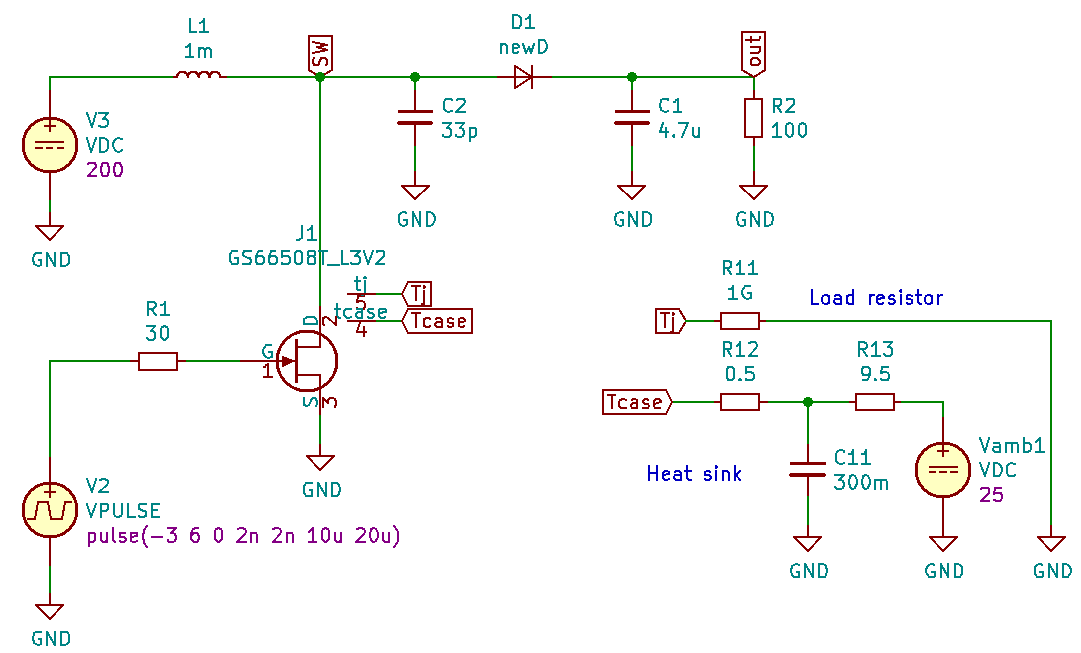 L1
1m
SW
D1
newD
out
V3
VDC
200
C2
33p
C1
4.7u
R2
100
GND
GND
GND
GND
J1
GS66508T_L3V2
tj
5
Tj
tcase
4
Tcase
D
2
G
1
S
3
R1
30
GND
V2
VPULSE
pulse(-3 6 0 2n 2n 10u 20u)
GND
R11
1G
Load resistor
Tj
R12
0.5
R13
9.5
Tcase
Heat sink
C11
300m
Vamb1
VDC
25
GND
GND
GND